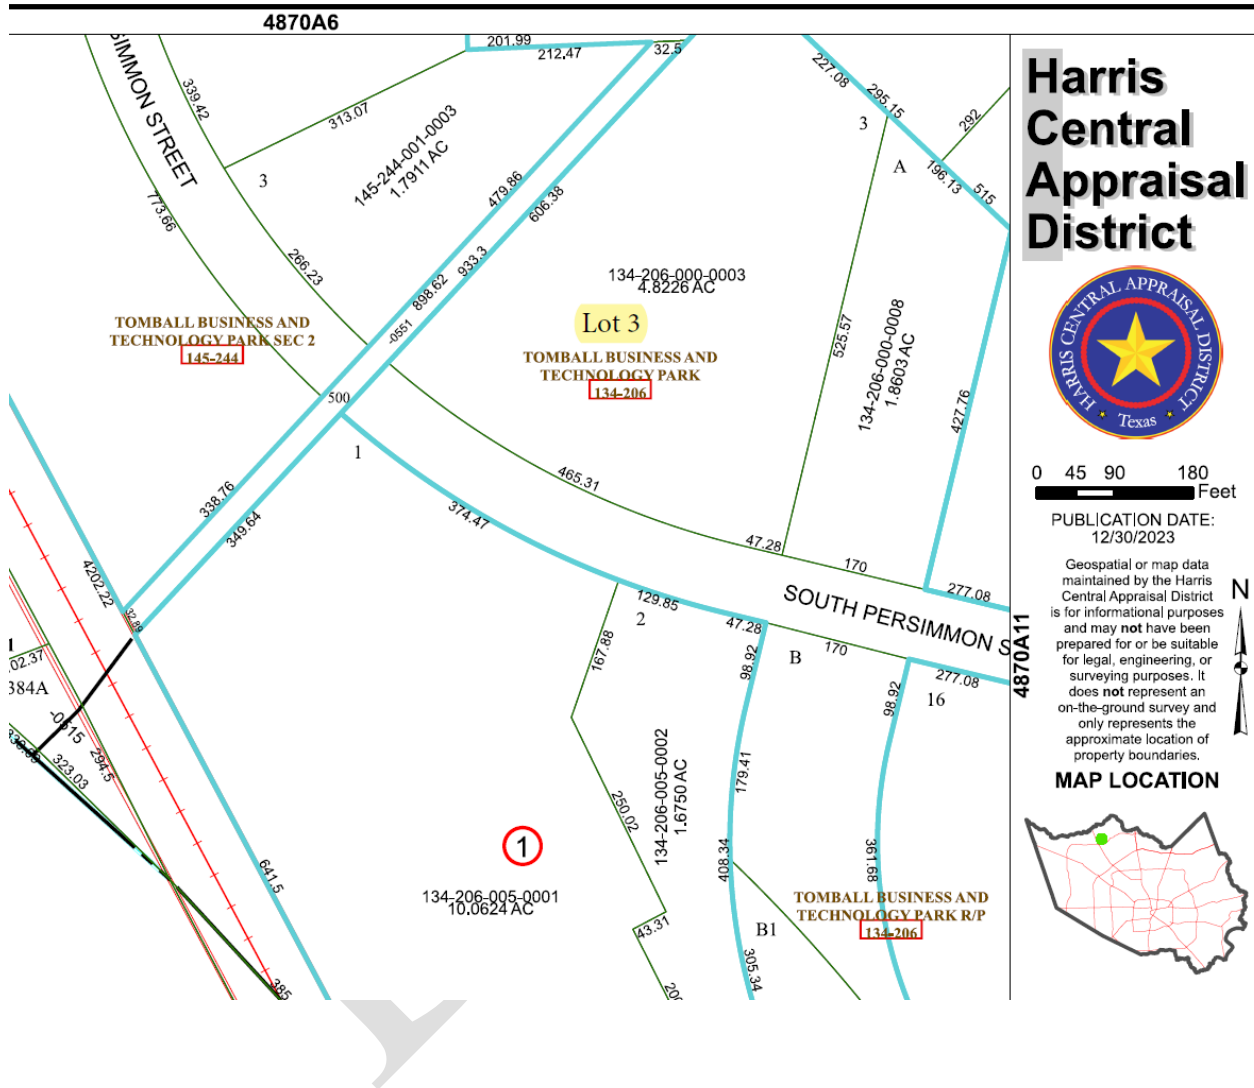 4870A6
SIMMON STREET
339.42
313.07
201.99
212.47
32.5
227.08
295.15
292
3
A
196.13
515
145-244-001-0003
1.7911 AC
3
773.66
266.23
479.86
606.38
898.62
933.3
-0551
134-206-000-0003
4.8226 AC
Lot 3
TOMBALL BUSINESS AND
TECHNOLOGY PARK
134-206
TOMBALL BUSINESS AND
TECHNOLOGY PARK SEC 2
145-244
525.57
134-206-000-0008
1.8603 AC
427.76
500
1
338.76
349.64
374.47
465.31
47.28
170
277.08
SOUTH PERSIMMON S
4202.22
32.89
129.85
2
47.28
B
170
277.08
16
167.88
98.92
98.92
1
02.37
384A
-0515
294.5
323.03
134-206-005-0002
1.6750 AC
179.41
250.02
408.34
361.68
641.5
1
134-206-005-0001
10.0624 AC
43.31
B1
305.34
TOMBALL BUSINESS AND
TECHNOLOGY PARK R/P
134-206
385
200
4870A11
Harris
Central
Appraisal
District
HARRIS CENTRAL APPRAISAL DISTRICT
Texas
0 45 90 180
Feet
PUBLICATION DATE:
12/30/2023
Geospatial or map data
maintained by the Harris
Central Appraisal District
is for informational purposes
and may not have been
prepared for or be suitable
for legal, engineering, or
surveying purposes. It
does not represent an
on-the-ground survey and
only represents the
approximate location of
property boundaries.
N
MAP LOCATION